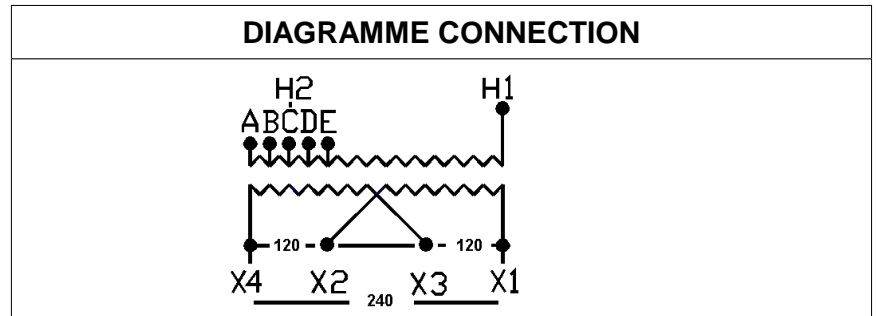 DIAGRAMME CONNECTION
H2 H1
ABCDE
120 120
X4 X2 X3 X1
240